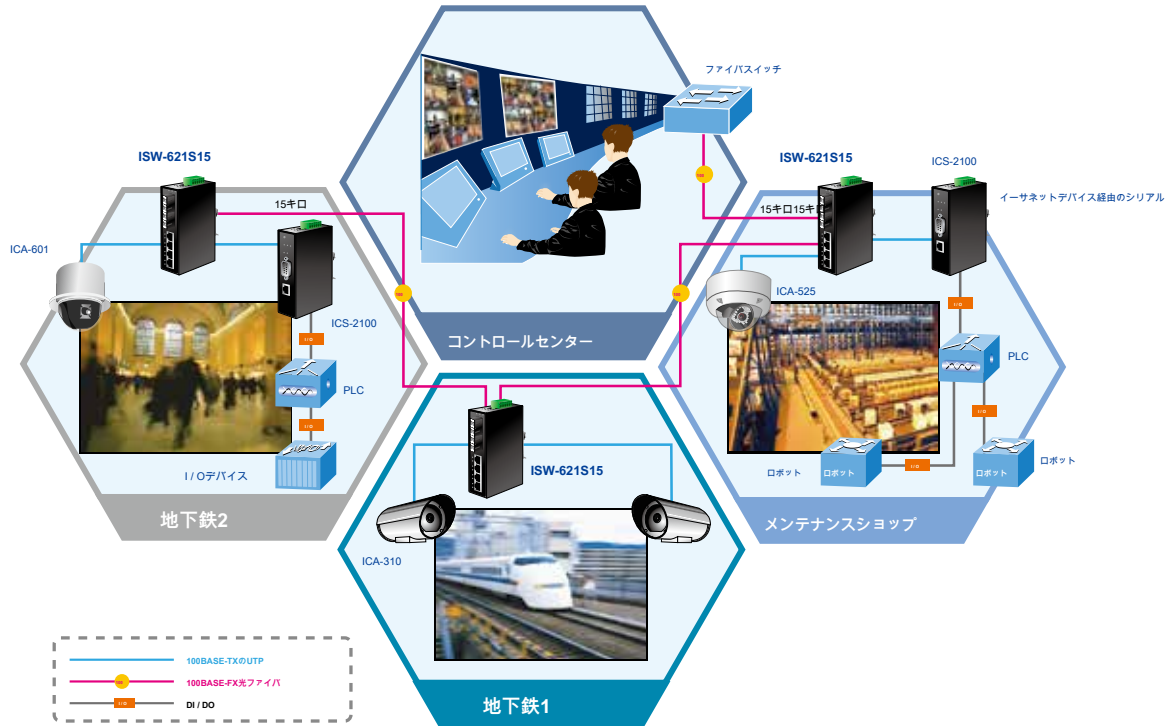 ファイバスイッチ
ISW-621S15
ISW-621S15
ICS-2100
15キロ
15キロ15キロ
イーサネットデバイス経由のシリアル
ICA-601
100
ICA-525
100
100
I / O
ICS-2100
コントロールセンター
I / O
PLC
PLC
I / O
I / O
ISW-621S15
I / O
ロボット
ロボット
ロボット
ロボット
I / Oデバイス
地下鉄2
メンテナンスショップ
ICA-310
100BASE-TXのUTP
100
100BASE-FX光ファイバ
I / O
DI / DO
地下鉄1